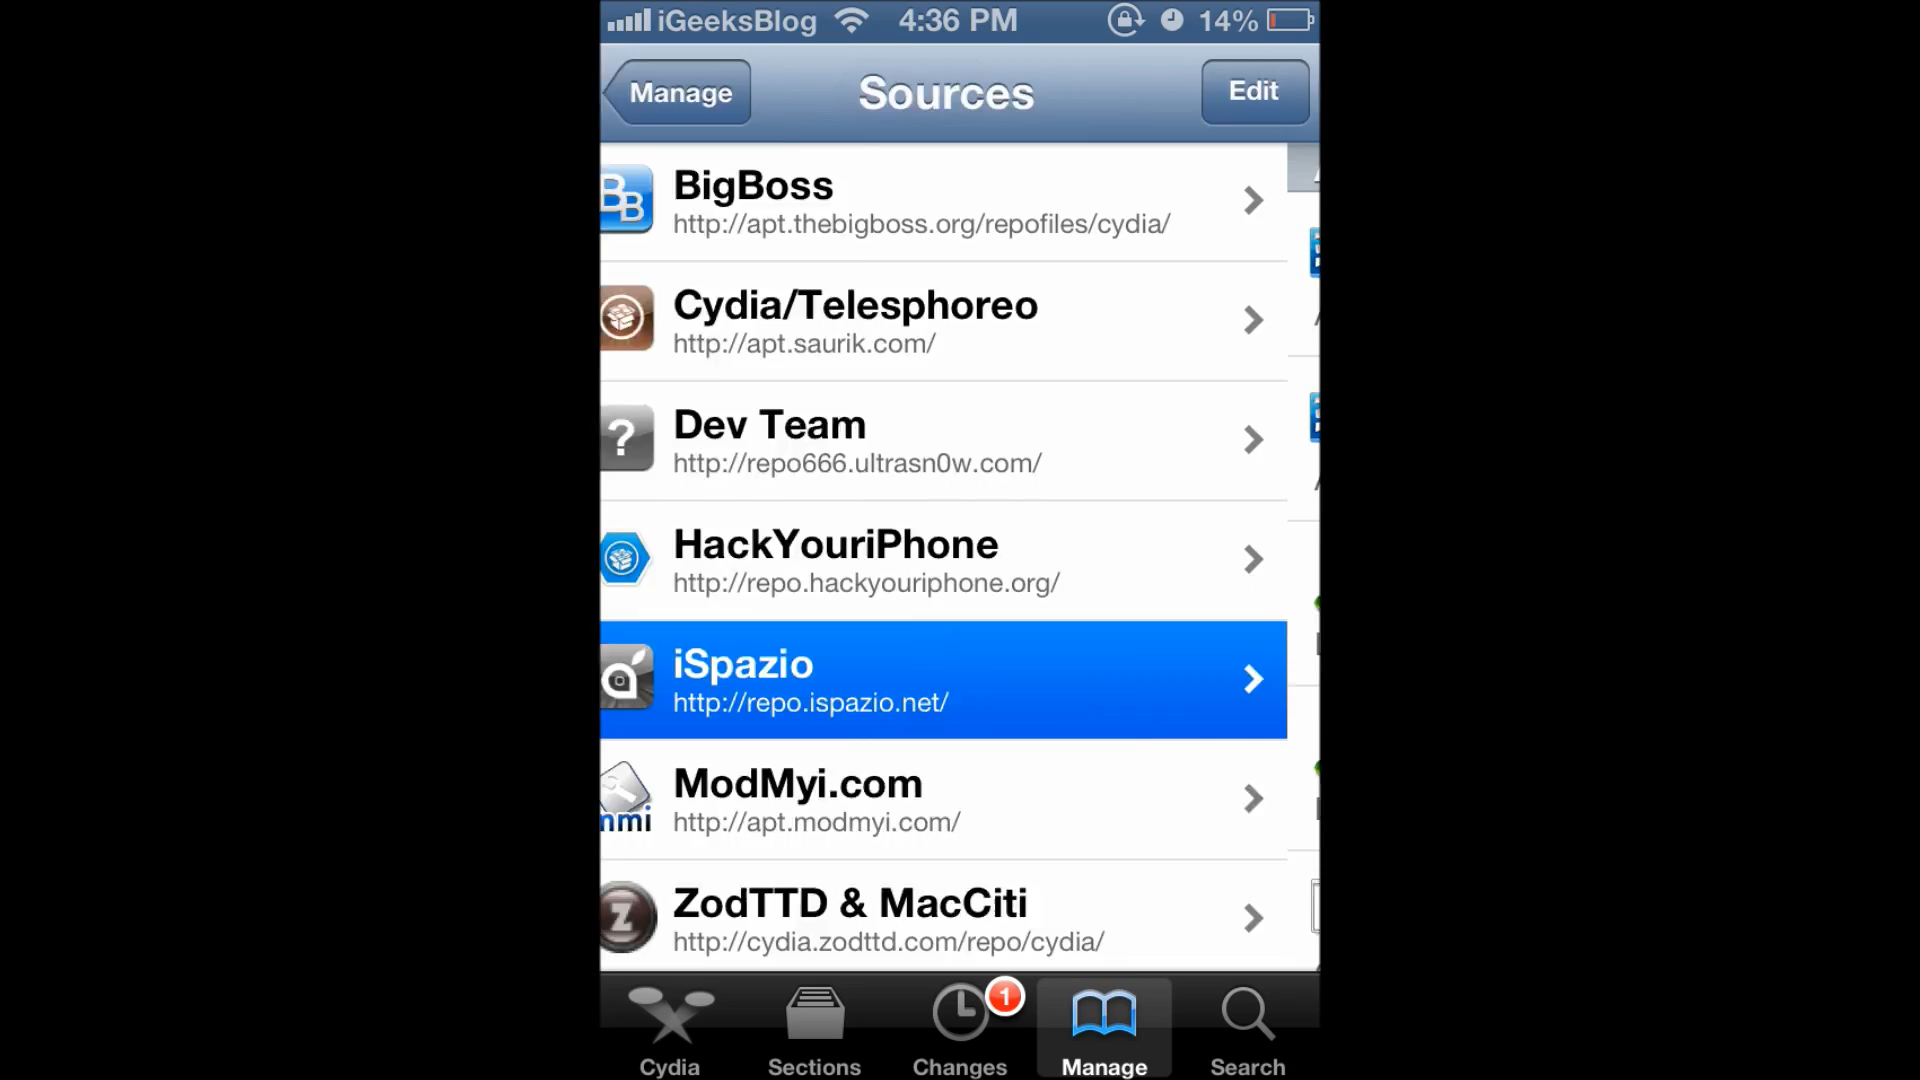 iGeeksBlog 4:36 PM 14%
Manage Sources Edit
BigBoss
http://apt.thebigboss.org/repofiles/cydia/
Cydia/Telesphoreo
http://apt.saurik.com/
Dev Team
http://repo666.ultrasn0w.com/
HackYouriPhone
http://repo.hackyouriphone.org/
iSpazio
http://repo.ispazio.net/
ModMyi.com
http://apt.modmyi.com/
mmi
ZodTTD & MacCiti
http://cydia.zodttd.com/repo/cydia/
1
Cydia Sections Changes Manage Search